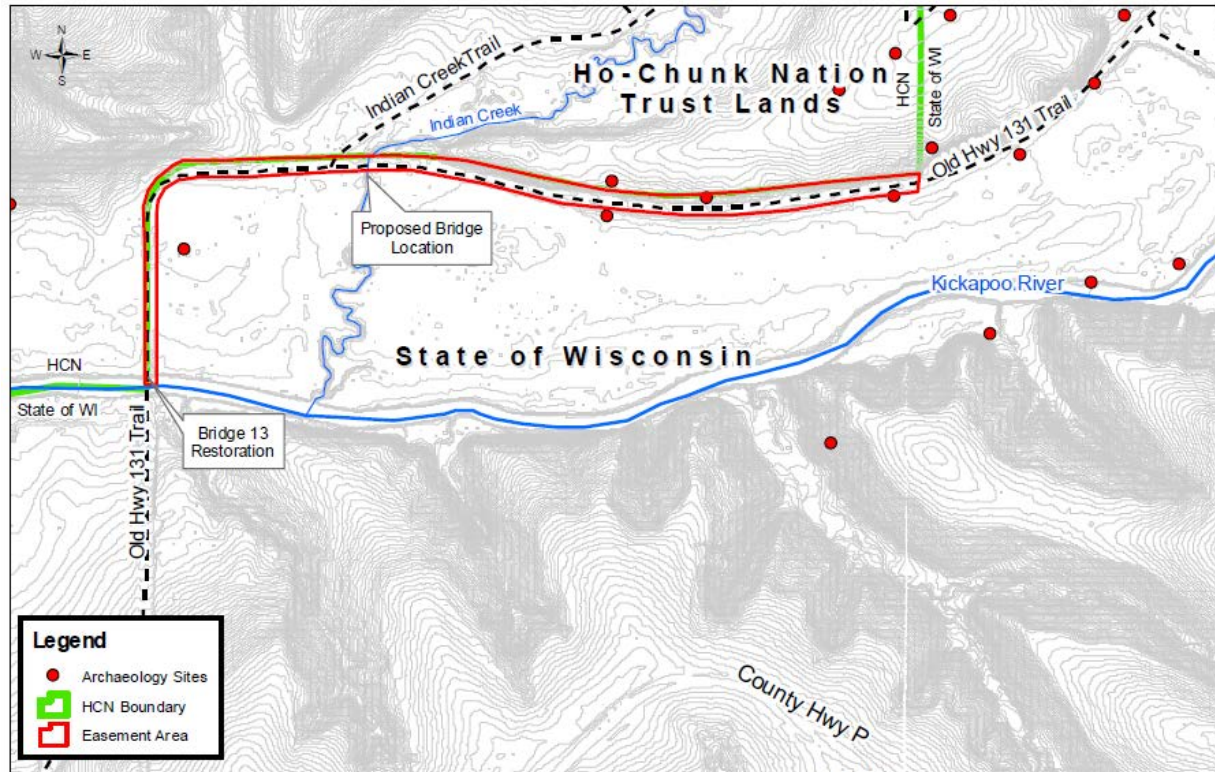 N
W E
S
Indian CreekTrail
Indian Creek
Ho-Chunk Nation
Trust Lands
HCN
State of WI
Old Hwy 131 Trail
Proposed Bridge
Location
Kickapoo River
State of Wisconsin
HCN
State of WI
Bridge 13
Restoration
Old Hwy 131 Trail
County Hwy P
Legend
Archaeology Sites
HCN Boundary
Easement Area